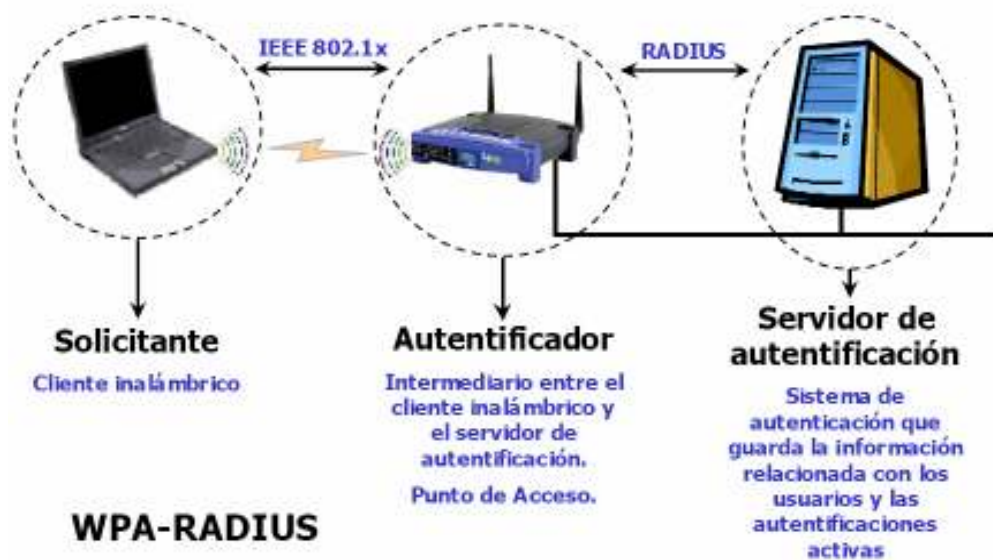 IEEE 802.1x
RADIUS
Solicitante
Cliente inalámbrico
Autentificador
Intermediario entre el
cliente inalámbrico y
el servidor de
autentificación.
Punto de Acceso.
Servidor de
autentificación
Sistema de
autenticación que
guarda la información
relacionada con los
usuarios y las
autentificaciones
activas
WPA-RADIUS